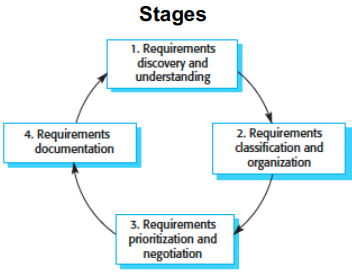 Stages
1. Requirements
discovery and
understanding
2. Requirements
classification and
organization
3. Requirements
prioritization and
negotiation
4. Requirements
documentation